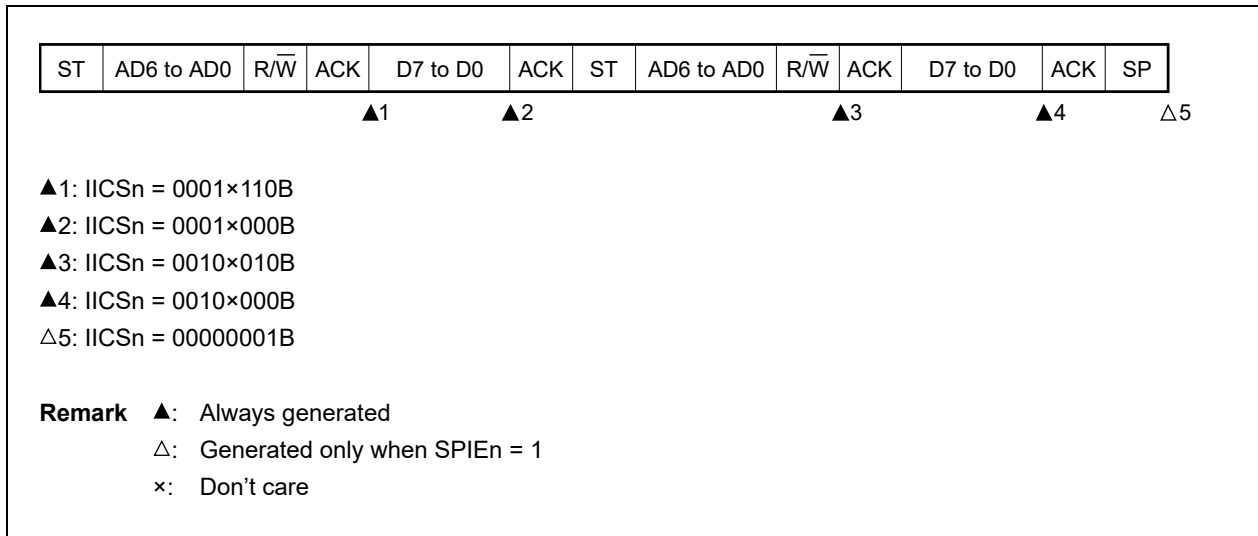 ST AD6 to AD0 R/W̅ ACK D7 to D0 ACK ST AD6 to AD0 R/W̅ ACK D7 to D0 ACK SP
▲1 ▲2 ▲3 ▲4 △5
▲1: IICSn = 0001×110B
▲2: IICSn = 0001×000B
▲3: IICSn = 0010×010B
▲4: IICSn = 0010×000B
△5: IICSn = 00000001B
Remark ▲: Always generated
△: Generated only when SPIEn = 1
×: Don't care